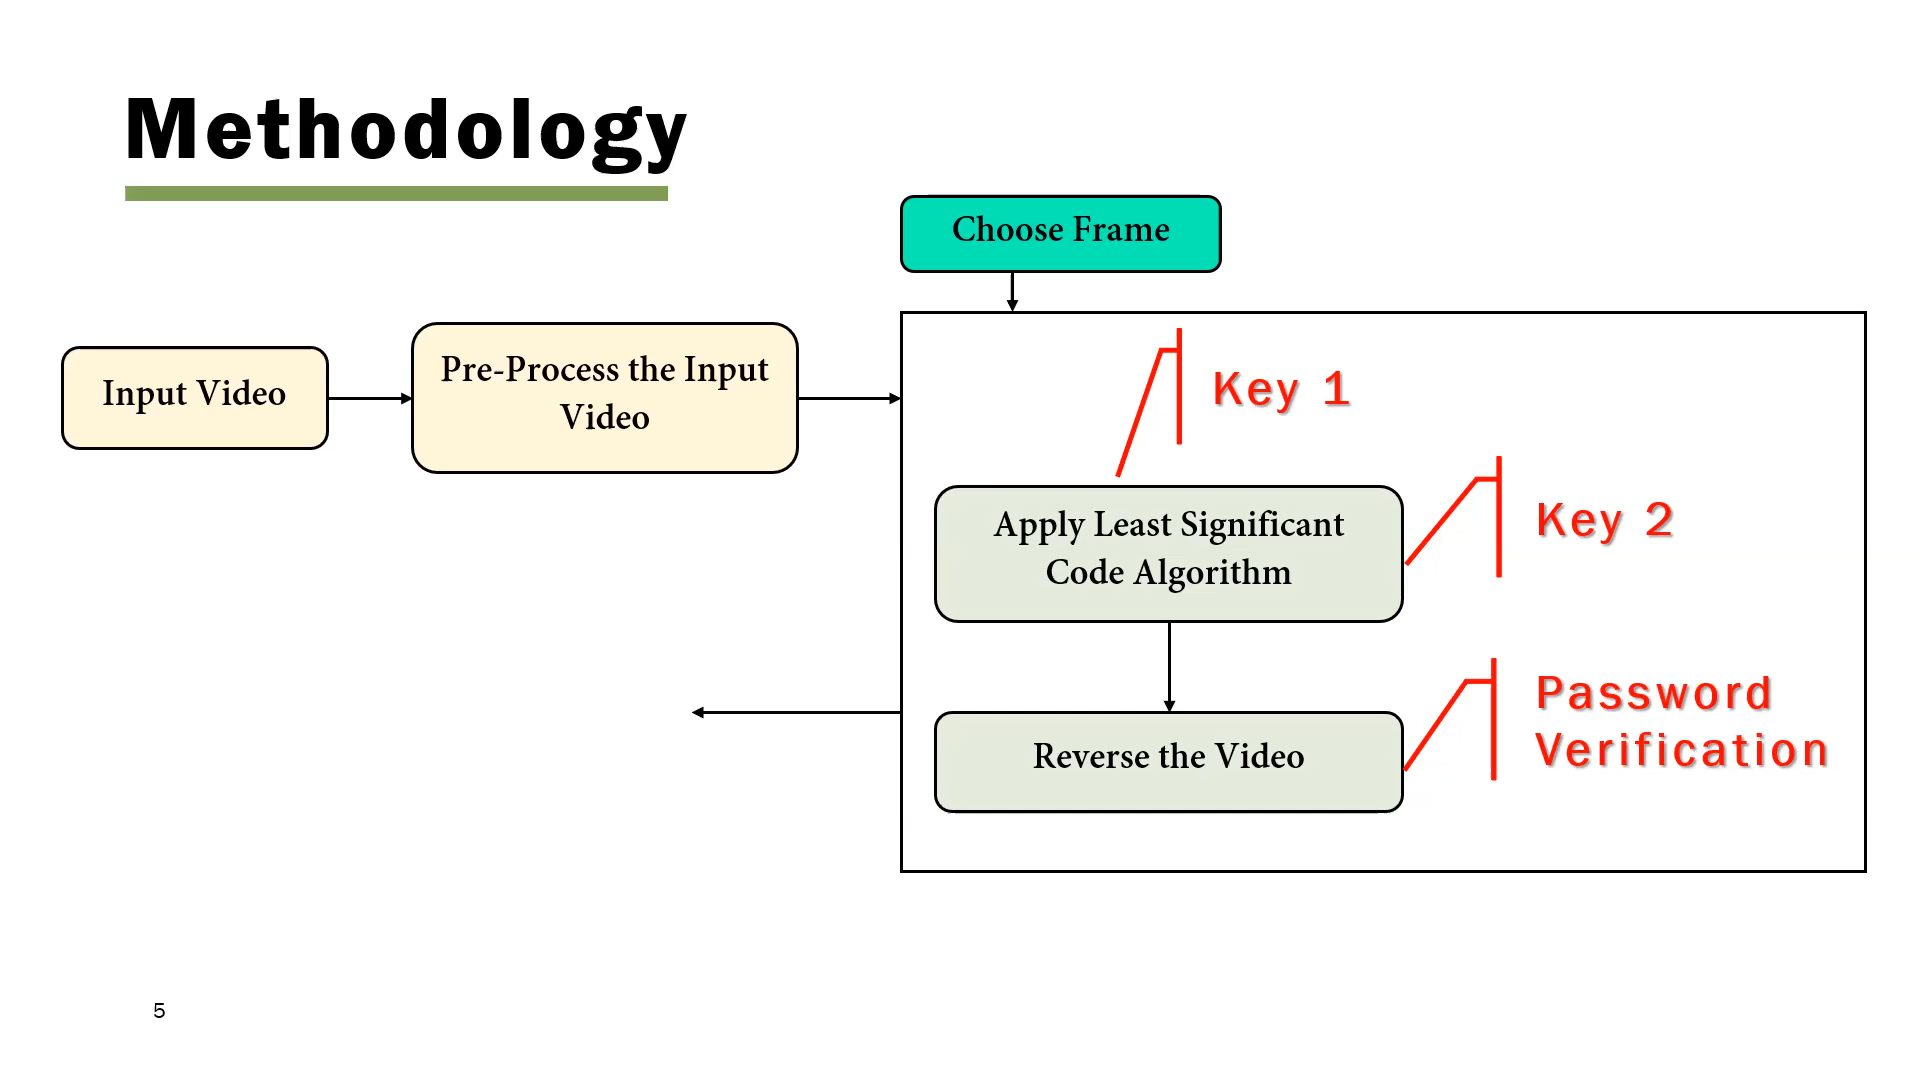 Methodology
Choose Frame
Input Video
Pre-Process the Input
Video
Key 1
Apply Least Significant
Code Algorithm
Key 2
Reverse the Video
Password
Verification
5